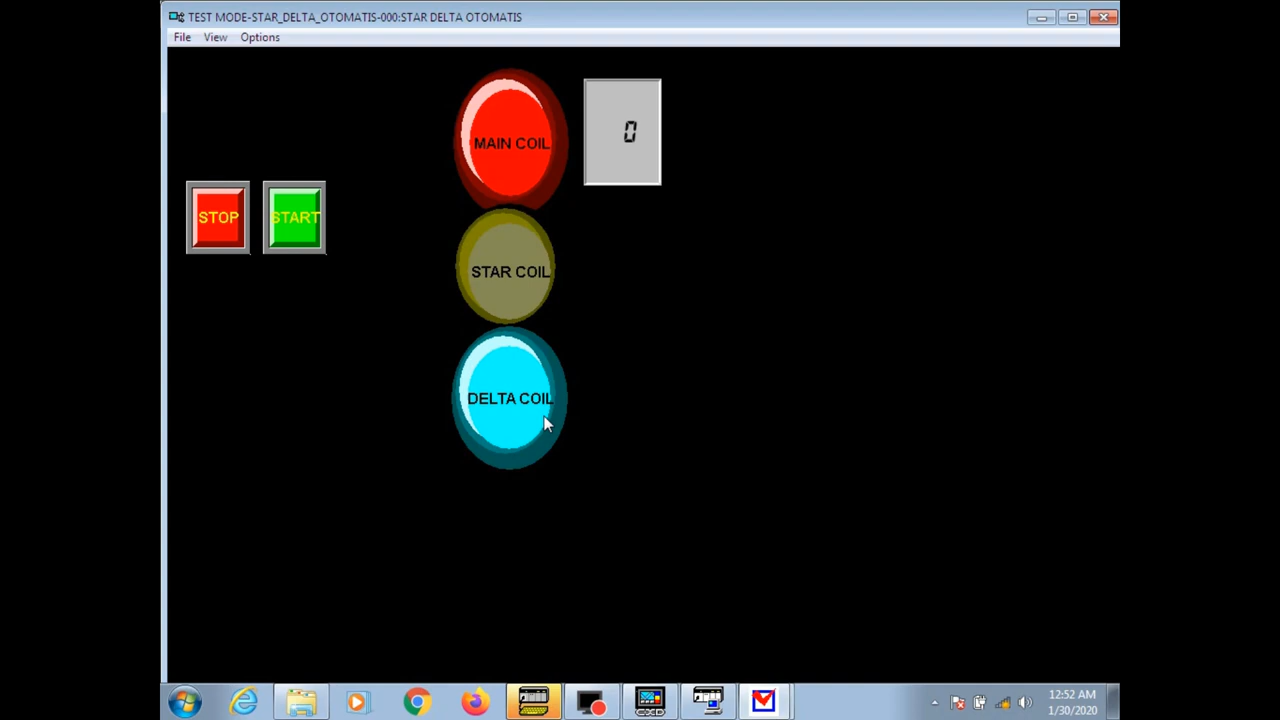 TEST MODE-STAR_DELTA_OTOMATIS-000:STAR DELTA OTOMATIS
File View Options
MAIN COIL
0
STOP START
STAR COIL
DELTA COIL
CX-D
12:52 AM
1/30/2020